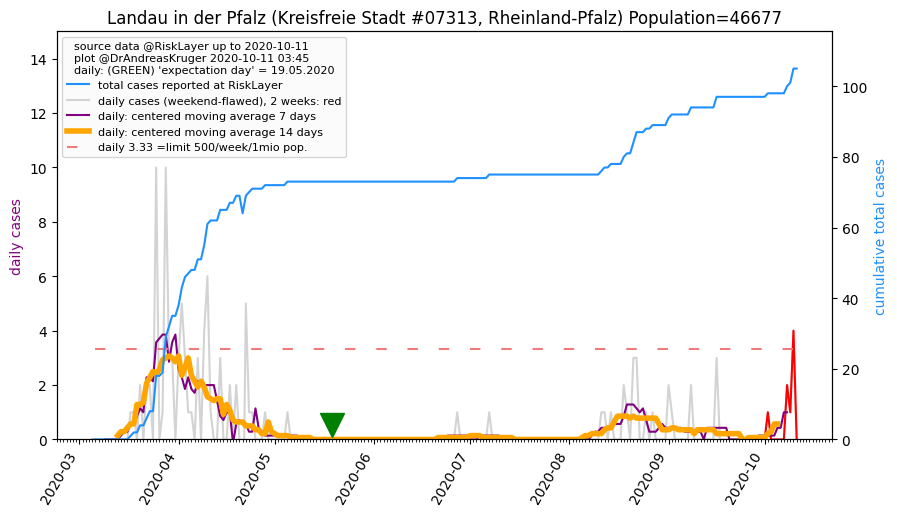 Landau in der Pfalz (Kreisfreie Stadt #07313, Rheinland-Pfalz) Population=46677
source data @RiskLayer up to 2020-10-11
plot @DrAndreasKruger 2020-10-11 03:45
daily: (GREEN) 'expectation day' = 19.05.2020
total cases reported at RiskLayer
daily cases (weekend-flawed), 2 weeks: red
daily: centered moving average 7 days
daily: centered moving average 14 days
daily 3.33 =limit 500/week/1mio pop.
daily cases
14
12
10
8
6
4
2
0
cumulative total cases
100
80
60
40
20
0
2020-03
2020-04
2020-05
2020-06
2020-07
2020-08
2020-09
2020-10